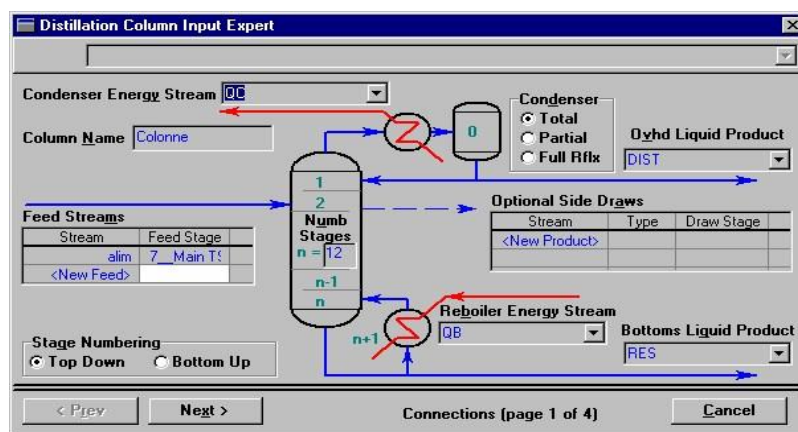 Distillation Column Input Expert
Condenser Energy Stream QC
Column Name Colonne
0
Condenser
Total
Partial
Full Rflx
Ovhd Liquid Product
DIST
1
2
Numb
Stages
n = 12
n-1
n
n+1
Feed Streams
Stream Feed Stage
alim 7__Main TS
<New Feed>
Optional Side Draws
Stream Type Draw Stage
<New Product>
Reboiler Energy Stream
QB
Bottoms Liquid Product
RES
Stage Numbering
Top Down Bottom Up
< Prev Next > Connections (page 1 of 4) Cancel